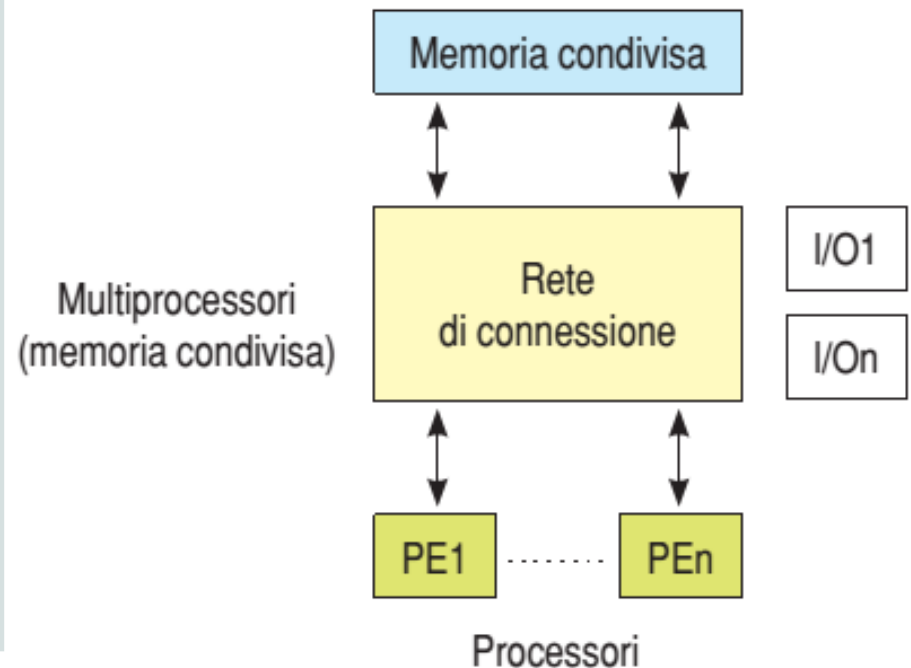 Memoria condivisa
Rete
di connessione
I/O1
I/On
Multiprocessori
(memoria condivisa)
PE1
PEn
Processori